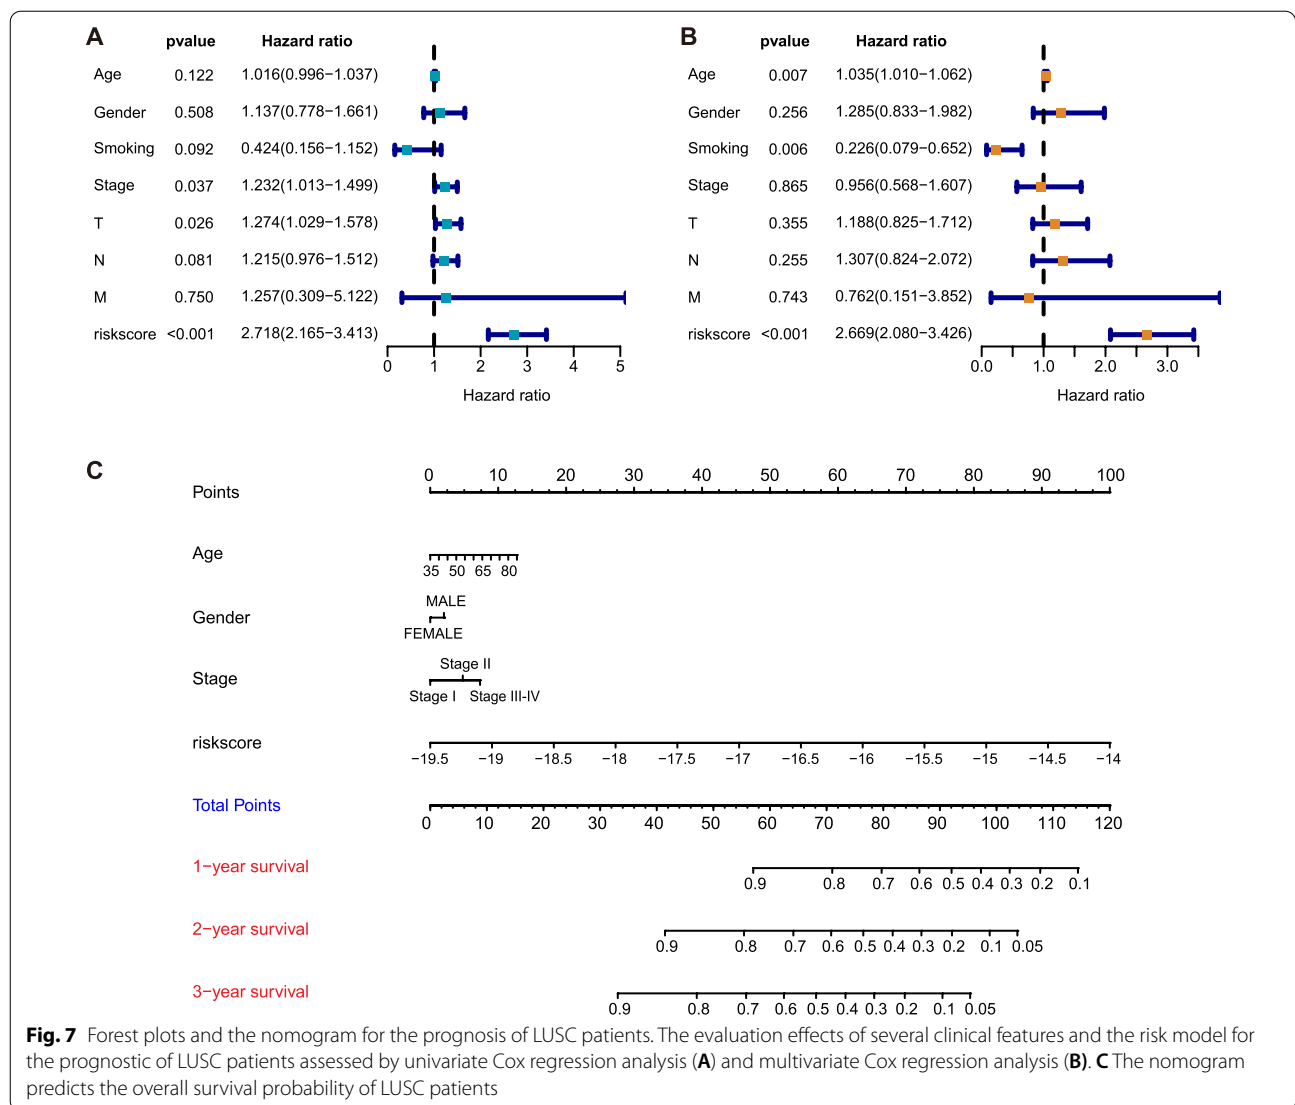 A pvalue Hazard ratio
Age 0.122 1.016(0.996−1.037)
Gender 0.508 1.137(0.778−1.661)
Smoking 0.092 0.424(0.156−1.152)
Stage 0.037 1.232(1.013−1.499)
T 0.026 1.274(1.029−1.578)
N 0.081 1.215(0.976−1.512)
M 0.750 1.257(0.309−5.122)
riskscore <0.001 2.718(2.165−3.413)
0 1 2 3 4 5
Hazard ratio
B pvalue Hazard ratio
Age 0.007 1.035(1.010−1.062)
Gender 0.256 1.285(0.833−1.982)
Smoking 0.006 0.226(0.079−0.652)
Stage 0.865 0.956(0.568−1.607)
T 0.355 1.188(0.825−1.712)
N 0.255 1.307(0.824−2.072)
M 0.743 0.762(0.151−3.852)
riskscore <0.001 2.669(2.080−3.426)
0.0 1.0 2.0 3.0
Hazard ratio
C
Points 0 10 20 30 40 50 60 70 80 90 100
Age
35 50 65 80
MALE
Gender
FEMALE
Stage II
Stage
Stage I Stage III-IV
riskscore
−19.5 −19 −18.5 −18 −17.5 −17 −16.5 −16 −15.5 −15 −14.5 −14
Total Points
0 10 20 30 40 50 60 70 80 90 100 110 120
1−year survival
0.9 0.8 0.7 0.6 0.5 0.4 0.3 0.2 0.1
2−year survival
0.9 0.8 0.7 0.6 0.5 0.4 0.3 0.2 0.1 0.05
3−year survival
0.9 0.8 0.7 0.6 0.5 0.4 0.3 0.2 0.1 0.05
Fig. 7 Forest plots and the nomogram for the prognosis of LUSC patients. The evaluation effects of several clinical features and the risk model for
the prognostic of LUSC patients assessed by univariate Cox regression analysis (A) and multivariate Cox regression analysis (B). C The nomogram
predicts the overall survival probability of LUSC patients